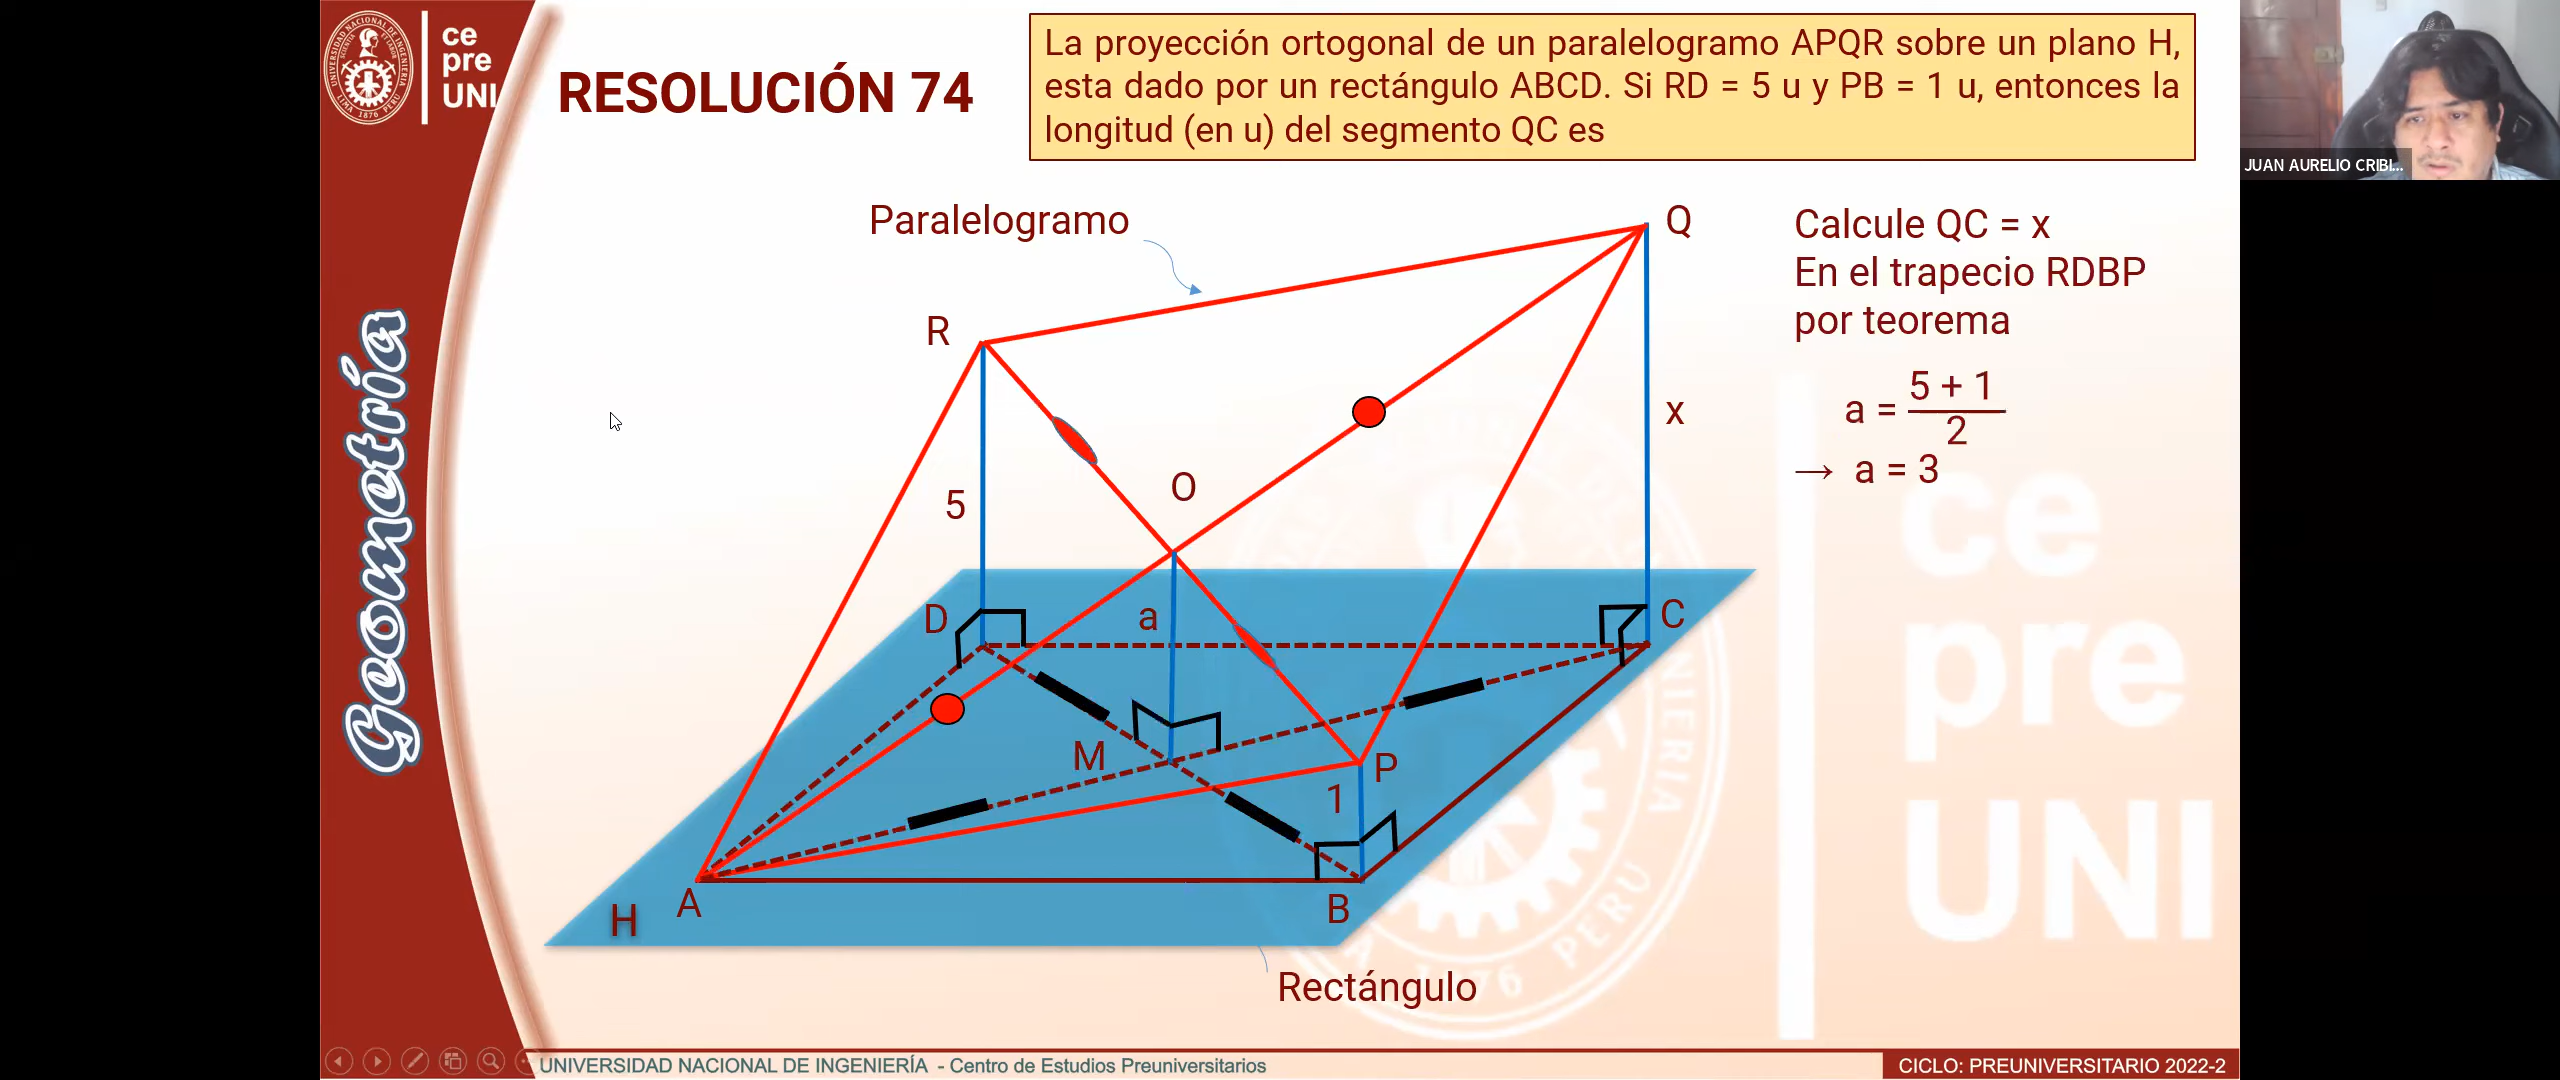 ce
pre
UNI
RESOLUCIÓN 74
La proyección ortogonal de un paralelogramo APQR sobre un plano H,
esta dado por un rectángulo ABCD. Si RD = 5 u y PB = 1 u, entonces la
longitud (en u) del segmento QC es
JUAN AURELIO CRIBI...
Geometría
Paralelogramo
Q
R
5
O
x
D
a
C
M
P
1
A
B
H
Rectángulo
Calcule QC = x
En el trapecio RDBP
por teorema
a = 5 + 1
2
→ a = 3
ce
pre
UNI
UNIVERSIDAD NACIONAL DE INGENIERÍA - Centro de Estudios Preuniversitarios
CICLO: PREUNIVERSITARIO 2022-2